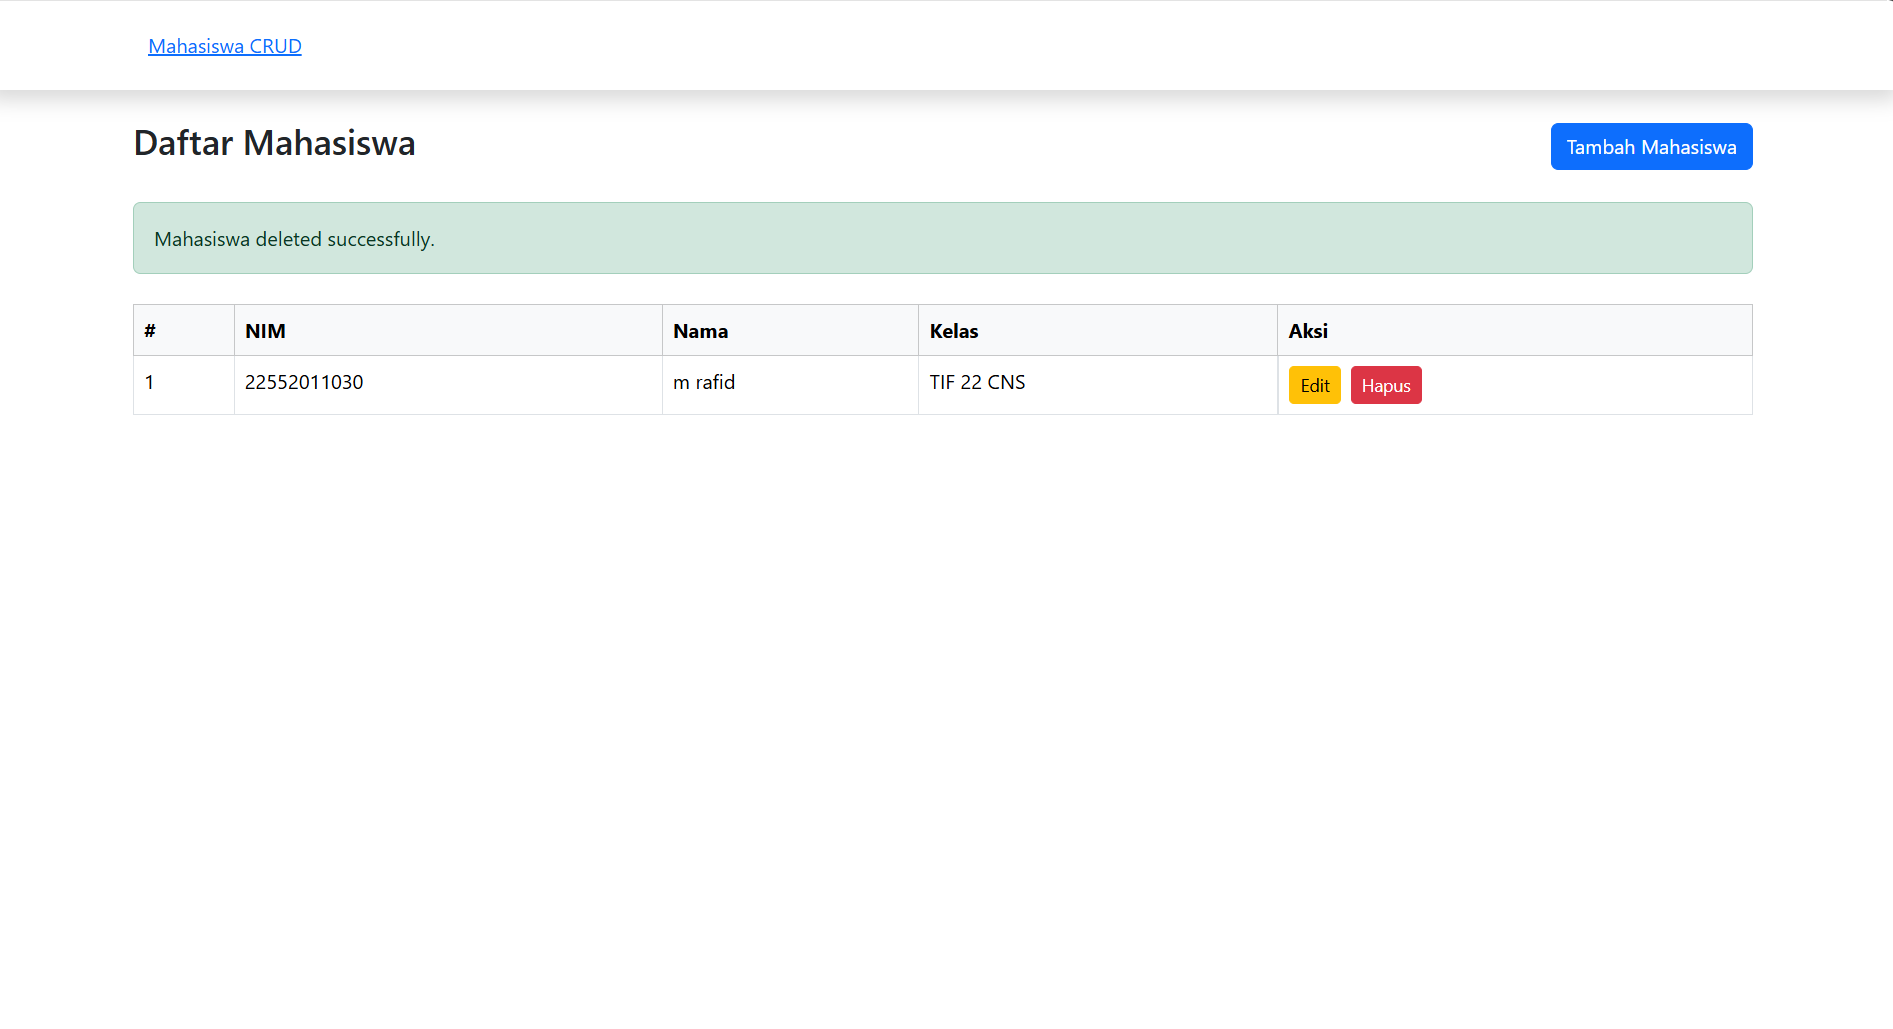 Mahasiswa CRUD
Daftar Mahasiswa
Tambah Mahasiswa
Mahasiswa deleted successfully.
# NIM Nama Kelas Aksi
1 22552011030 m rafid TIF 22 CNS Edit Hapus